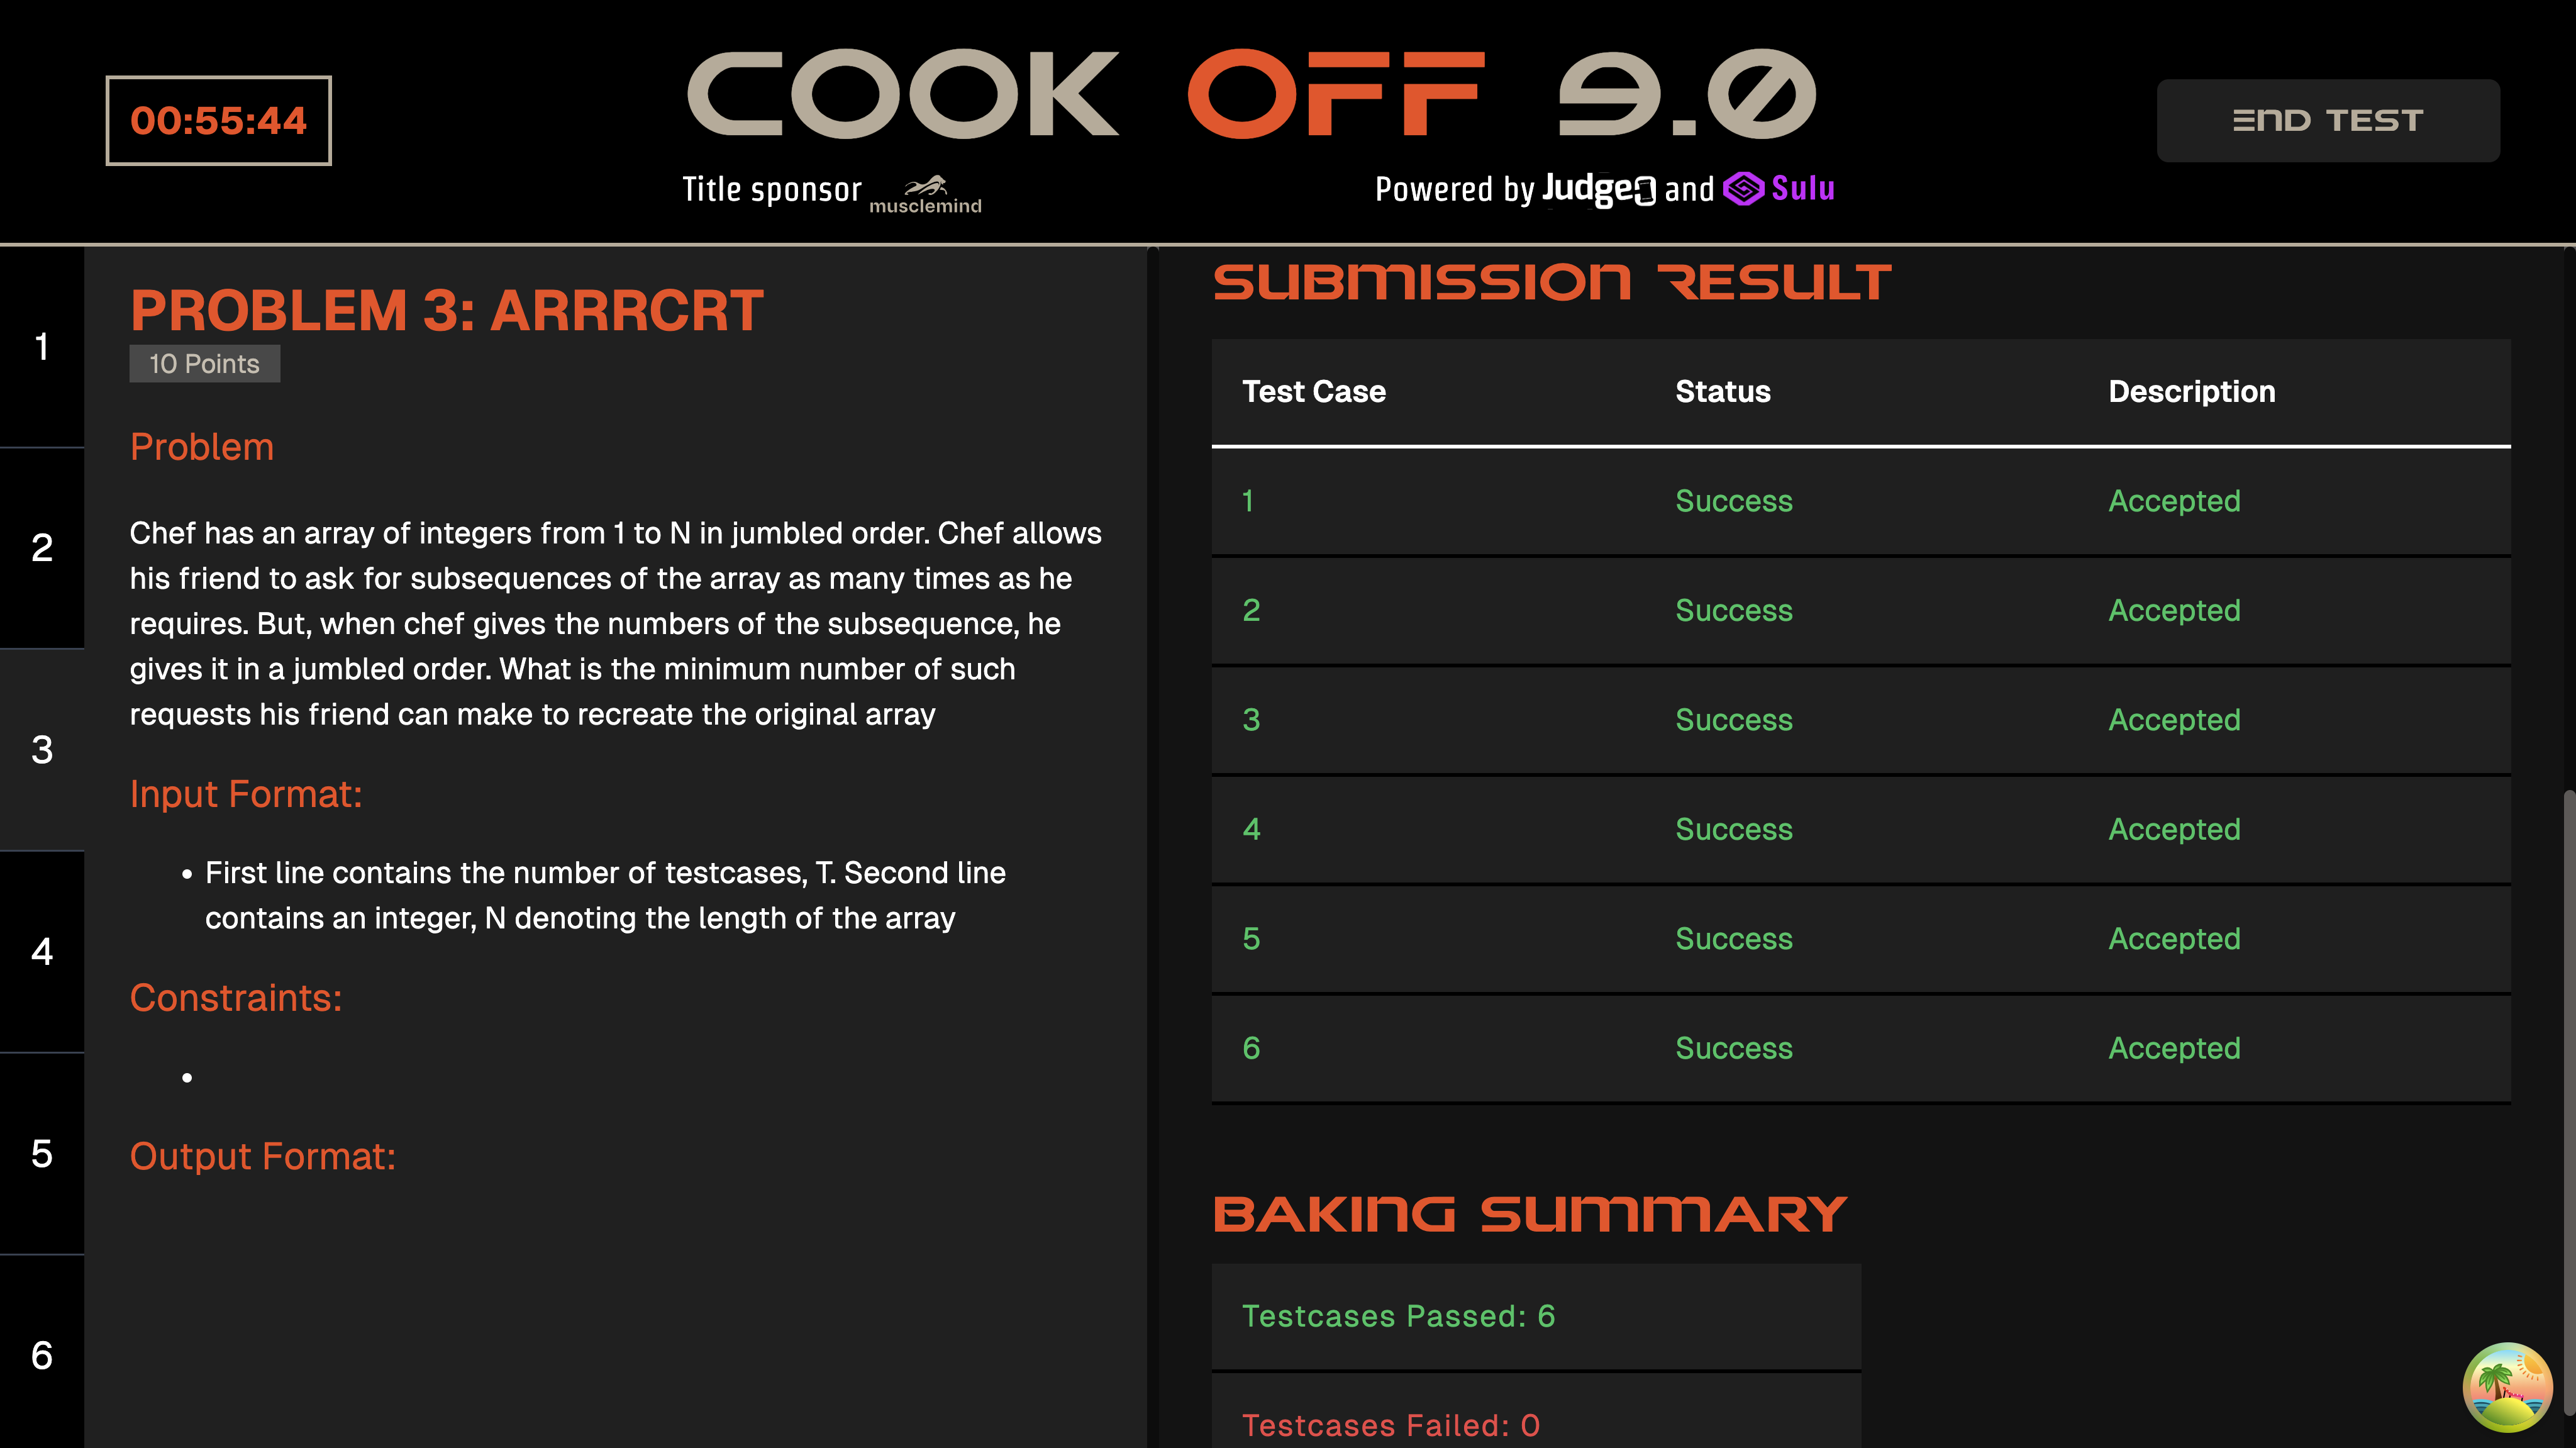 00:55:44
COOK OFF 9.0
END TEST
Title sponsor musclemind
Powered by Judge0 and Sulu
1
2
3
4
5
6
PROBLEM 3: ARRRCRT
10 Points
Problem
Chef has an array of integers from 1 to N in jumbled order. Chef allows
his friend to ask for subsequences of the array as many times as he
requires. But, when chef gives the numbers of the subsequence, he
gives it in a jumbled order. What is the minimum number of such
requests his friend can make to recreate the original array
Input Format:
• First line contains the number of testcases, T. Second line
contains an integer, N denoting the length of the array
Constraints:
•
Output Format:
SUBMISSION RESULT
Test Case Status Description
1 Success Accepted
2 Success Accepted
3 Success Accepted
4 Success Accepted
5 Success Accepted
6 Success Accepted
BAKING SUMMARY
Testcases Passed: 6
Testcases Failed: 0